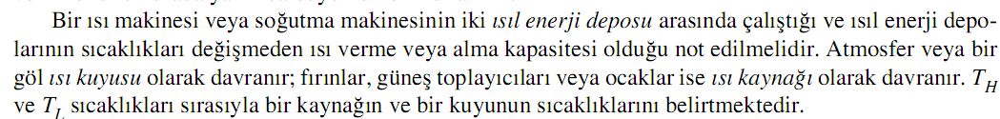 Bir ısı makinesi veya soğutma makinesinin iki ısıl enerji deposu arasında çalıştığı ve ısıl enerji depo-
larının sıcaklıkları değişmeden ısı verme veya alma kapasitesi olduğu not edilmelidir. Atmosfer veya bir
göl ısı kuyusu olarak davranır; fırınlar, güneş toplayıcıları veya ocaklar ise ısı kaynağı olarak davranır. T_H
ve T_L sıcaklıkları sırasıyla bir kaynağın ve bir kuyunun sıcaklıklarını belirtmektedir.